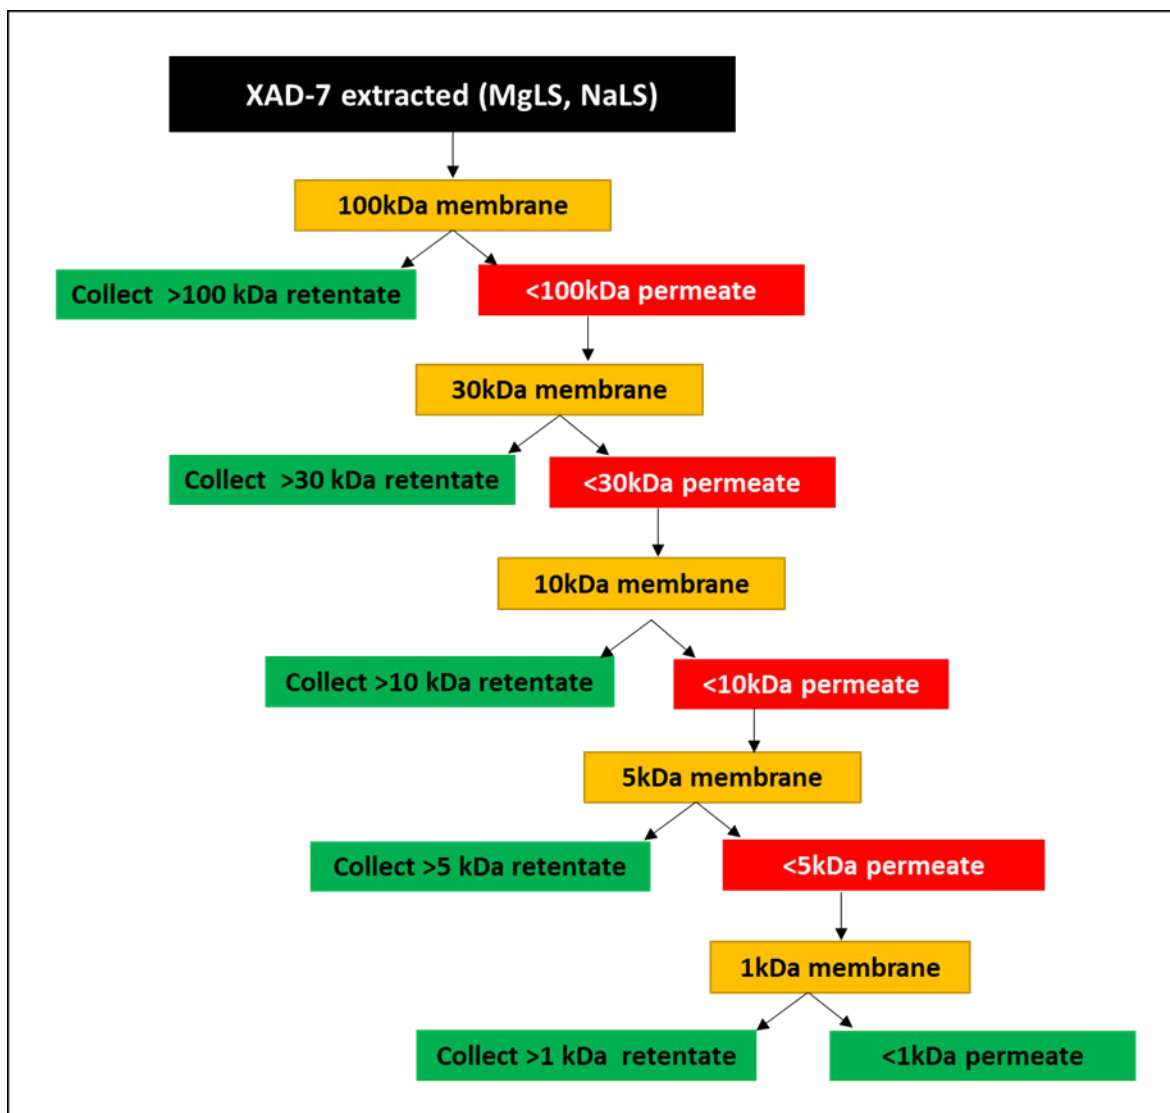 XAD-7 extracted (MgLS, NaLS)
100kDa membrane
Collect >100 kDa retentate
<100kDa permeate
30kDa membrane
Collect >30 kDa retentate
<30kDa permeate
10kDa membrane
Collect >10 kDa retentate
<10kDa permeate
5kDa membrane
Collect >5 kDa retentate
<5kDa permeate
1kDa membrane
Collect >1 kDa retentate
<1kDa permeate